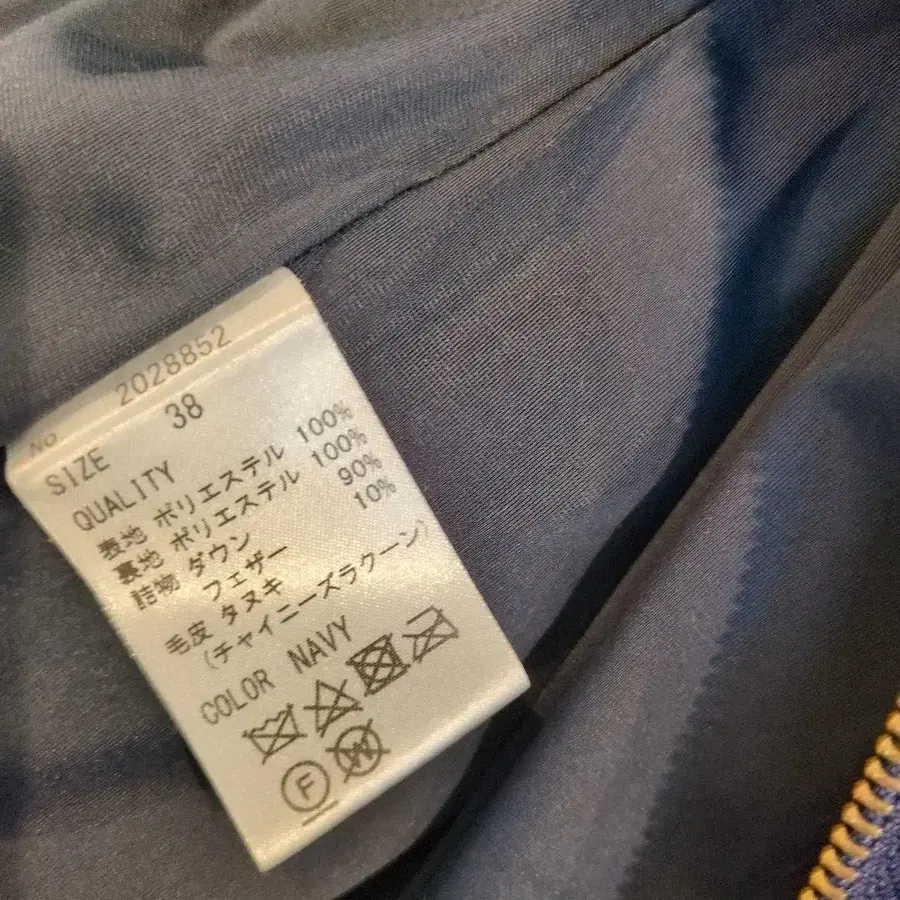 No 2028852
SIZE 38
QUALITY
表地 ポリエステル 100%
裏地 ポリエステル 100%
詰物 ダウン 90%
フェザー 10%
毛皮 タヌキ
(チャイニーズラクーン)
COLOR NAVY
F W